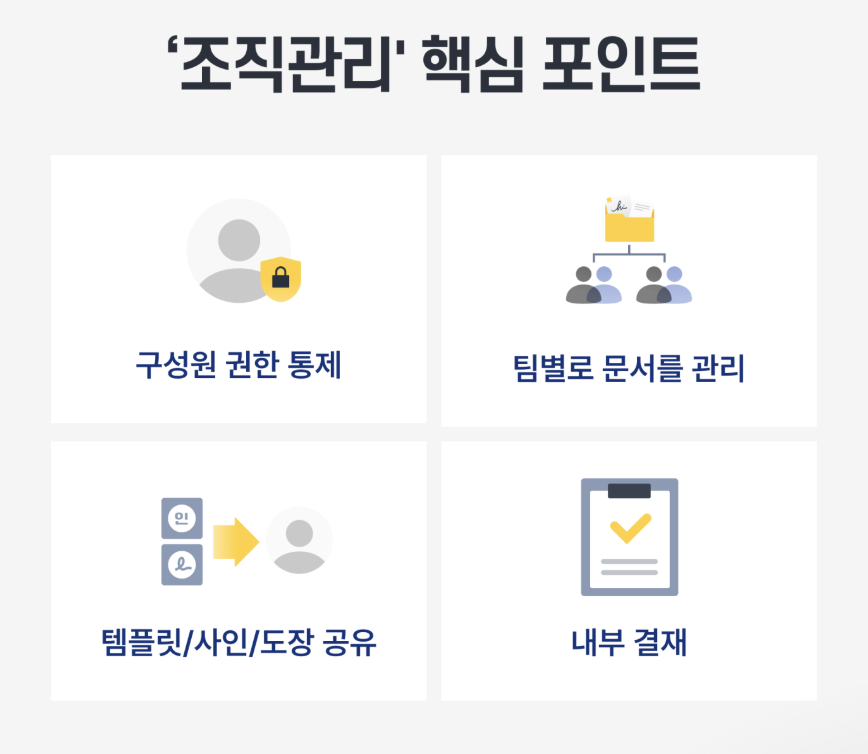 ‘조직관리' 핵심 포인트
구성원 권한 통제
팀별로 문서를 관리
hi
인
템플릿/사인/도장 공유
내부 결재